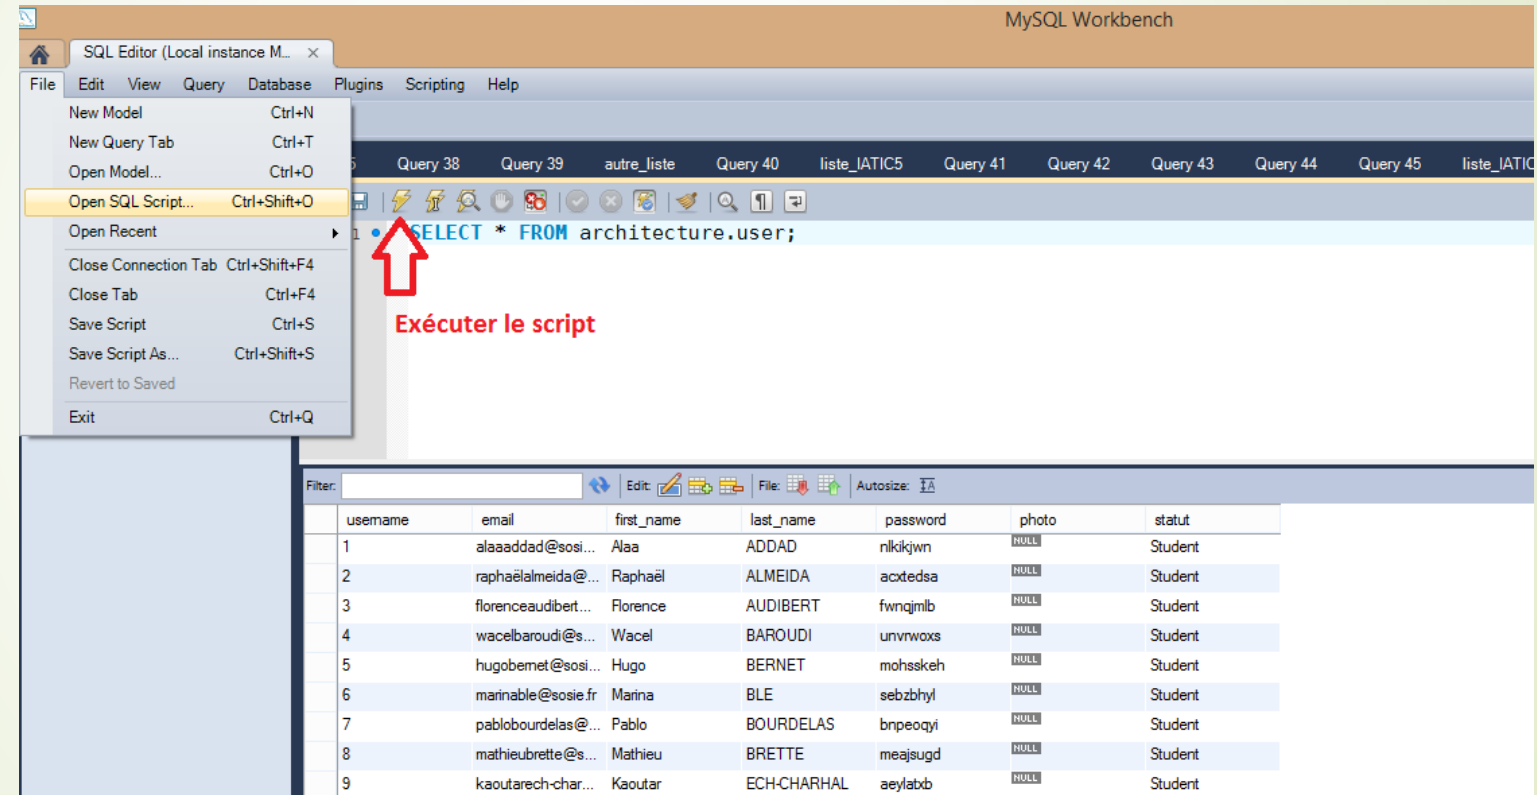 MySQL Workbench
SQL Editor (Local instance M...
File Edit View Query Database Plugins Scripting Help
New Model Ctrl+N
New Query Tab Ctrl+T
Open Model... Ctrl+O
Open SQL Script... Ctrl+Shift+O
Open Recent
Close Connection Tab Ctrl+Shift+F4
Close Tab Ctrl+F4
Save Script Ctrl+S
Save Script As... Ctrl+Shift+S
Revert to Saved
Exit Ctrl+Q
5 Query 38 Query 39 autre_liste Query 40 liste_IATIC5 Query 41 Query 42 Query 43 Query 44 Query 45 liste_IATIC
1 SELECT * FROM architecture.user;
Exécuter le script
Filter: Edit: File: Autosize:
username email first_name last_name password photo statut
1 alaaaddad@sosi... Alaa ADDAD nlkikjwn NULL Student
2 raphaëlalmeida@... Raphaël ALMEIDA acxtedsa NULL Student
3 florenceaudibert... Florence AUDIBERT fwnqjmlb NULL Student
4 wacelbaroudi@s... Wacel BAROUDI unvrwoxs NULL Student
5 hugobernet@sosi... Hugo BERNET mohsskeh NULL Student
6 marinable@sosie.fr Marina BLE sebzbhyl NULL Student
7 pablobourdelas@... Pablo BOURDELAS bnpeoqyi NULL Student
8 mathieubrette@s... Mathieu BRETTE meajsugd NULL Student
9 kaoutarech-char... Kaoutar ECH-CHARHAL aeylatxb NULL Student